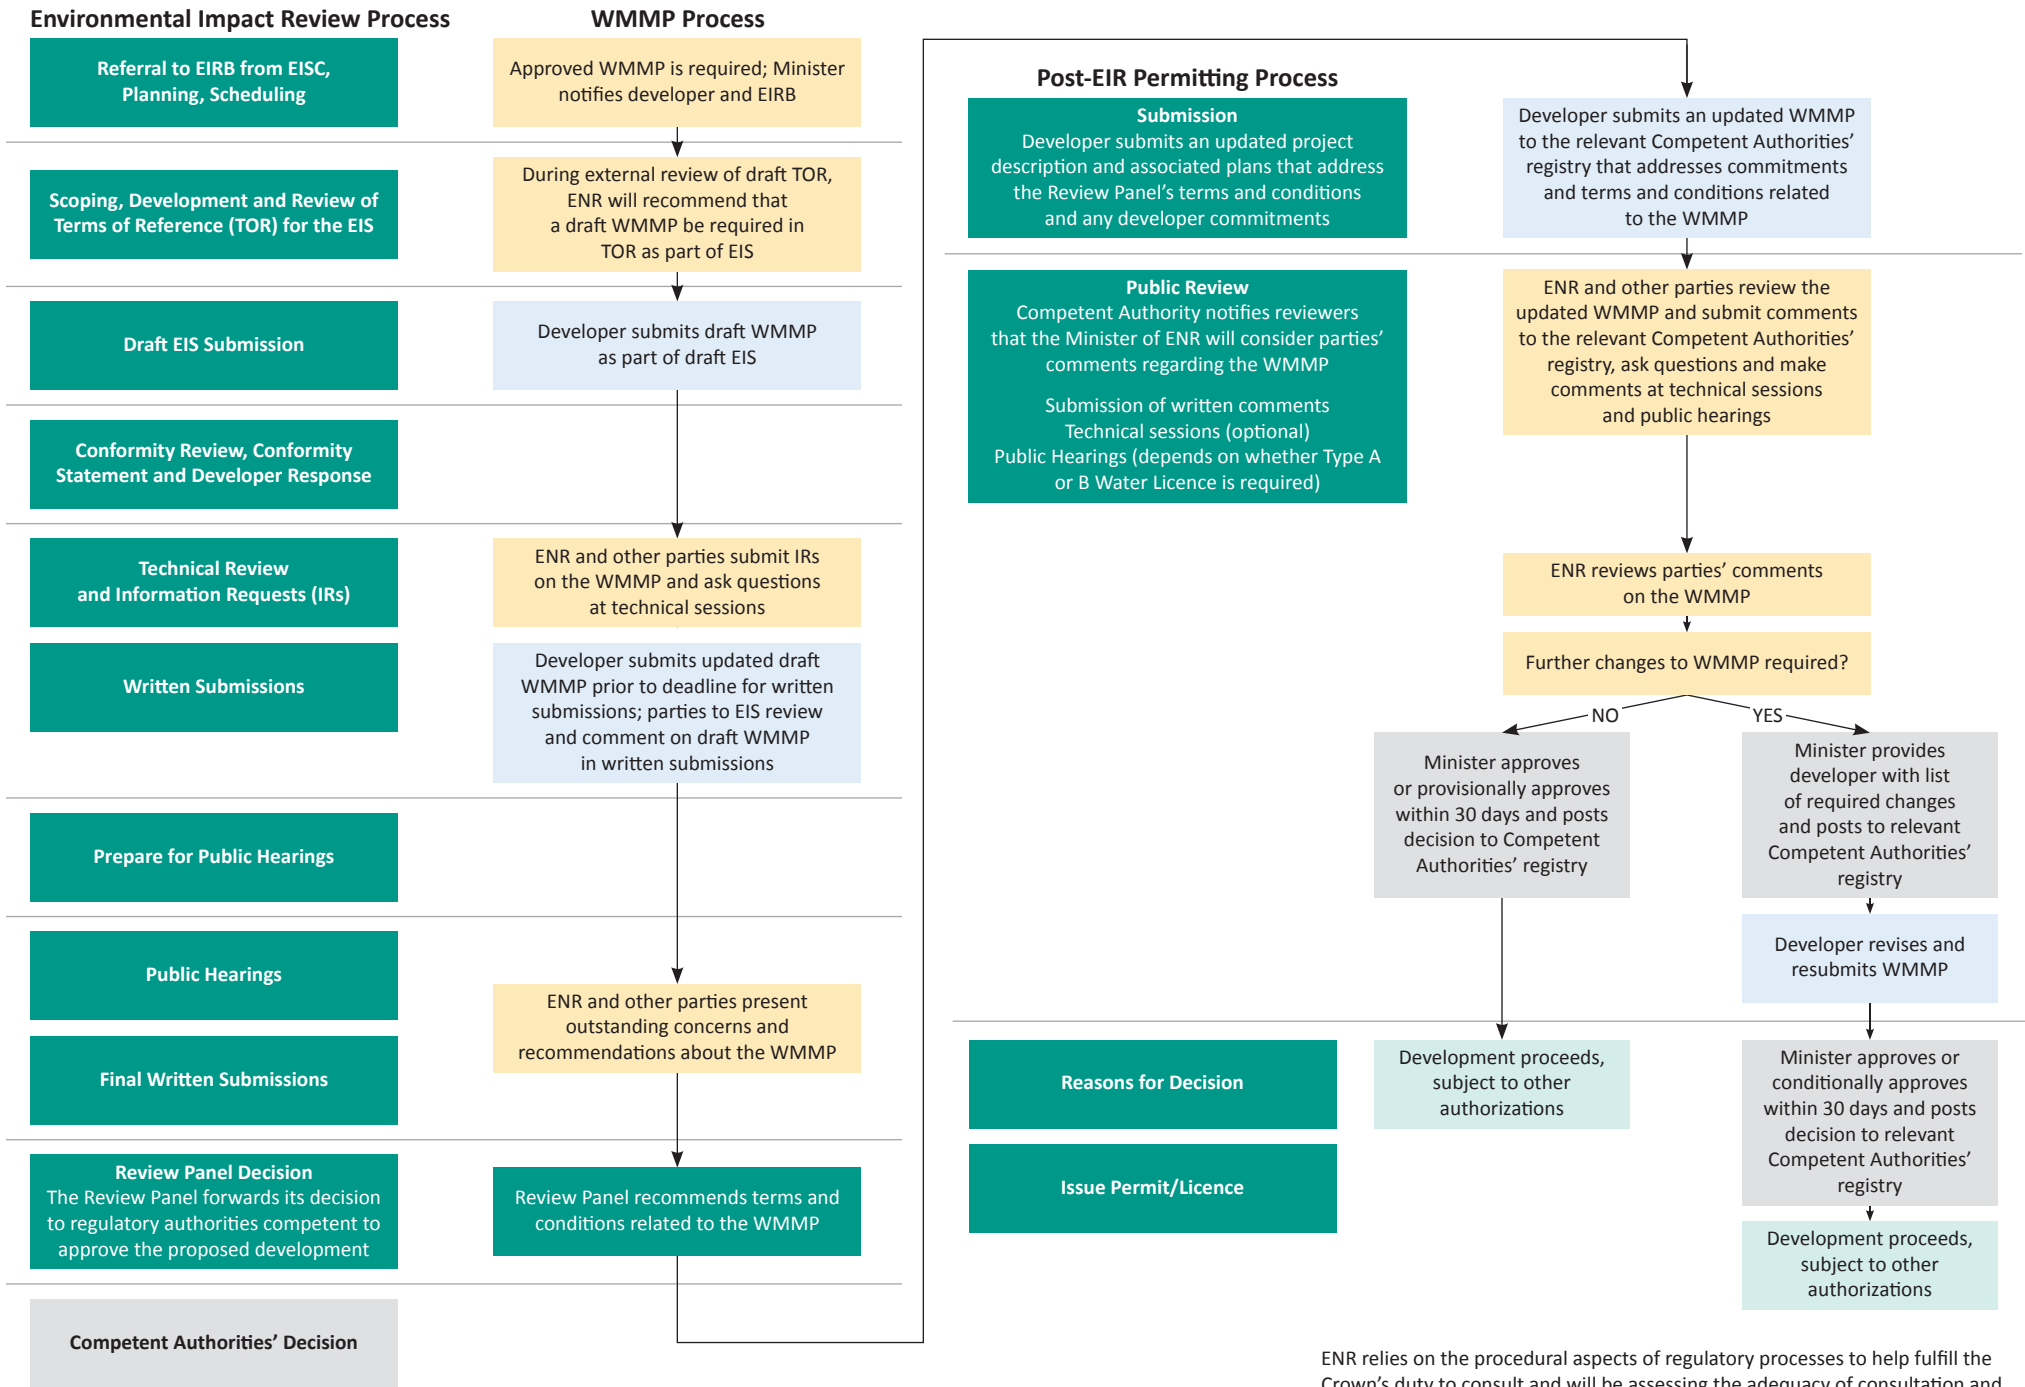 Environmental Impact Review Process
WMMP Process
Referral to EIRB from EISC,
Planning, Scheduling
Approved WMMP is required; Minister
notifies developer and EIRB
Scoping, Development and Review of
Terms of Reference (TOR) for the EIS
During external review of draft TOR,
ENR will recommend that
a draft WMMP be required in
TOR as part of EIS
Draft EIS Submission
Developer submits draft WMMP
as part of draft EIS
Conformity Review, Conformity
Statement and Developer Response
Technical Review
and Information Requests (IRs)
ENR and other parties submit IRs
on the WMMP and ask questions
at technical sessions
Written Submissions
Developer submits updated draft
WMMP prior to deadline for written
submissions; parties to EIS review
and comment on draft WMMP
in written submissions
Prepare for Public Hearings
Public Hearings
ENR and other parties present
outstanding concerns and
recommendations about the WMMP
Final Written Submissions
Review Panel Decision
The Review Panel forwards its decision
to regulatory authorities competent to
approve the proposed development
Review Panel recommends terms and
conditions related to the WMMP
Competent Authorities’ Decision
Post-EIR Permitting Process
Submission
Developer submits an updated project
description and associated plans that address
the Review Panel’s terms and conditions
and any developer commitments
Developer submits an updated WMMP
to the relevant Competent Authorities’
registry that addresses commitments
and terms and conditions related
to the WMMP
Public Review
Competent Authority notifies reviewers
that the Minister of ENR will consider parties’
comments regarding the WMMP
Submission of written comments
Technical sessions (optional)
Public Hearings (depends on whether Type A
or B Water Licence is required)
ENR and other parties review the
updated WMMP and submit comments
to the relevant Competent Authorities’
registry, ask questions and make
comments at technical sessions
and public hearings
ENR reviews parties’ comments
on the WMMP
Further changes to WMMP required?
NO
YES
Minister approves
or provisionally approves
within 30 days and posts
decision to Competent
Authorities’ registry
Minister provides
developer with list
of required changes
and posts to relevant
Competent Authorities’
registry
Developer revises and
resubmits WMMP
Reasons for Decision
Development proceeds,
subject to other
authorizations
Minister approves or
conditionally approves
within 30 days and posts
decision to relevant
Competent Authorities’
registry
Issue Permit/Licence
Development proceeds,
subject to other
authorizations
ENR relies on the procedural aspects of regulatory processes to help fulfill the
Crown’s duty to consult and will be assessing the adequacy of consultation and